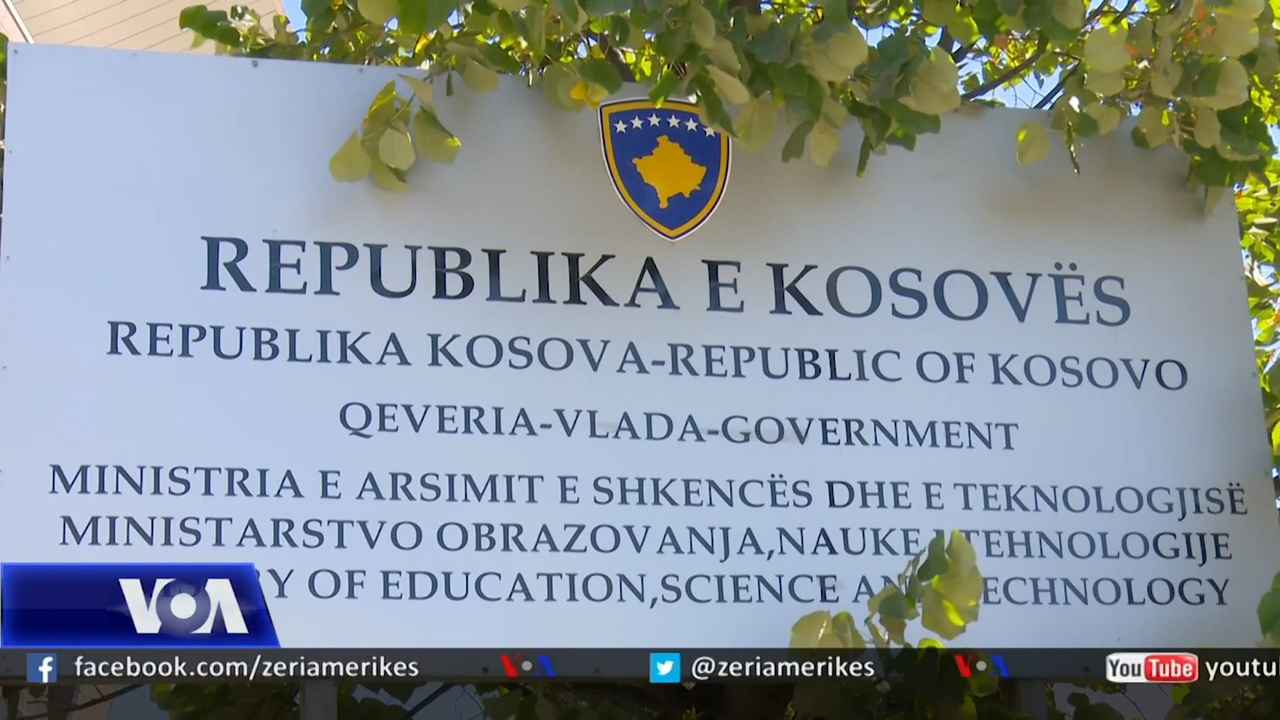 REPUBLIKA E KOSOVËS
REPUBLIKA KOSOVA-REPUBLIC OF KOSOVO
QEVERIA-VLADA-GOVERNMENT
MINISTRIA E ARSIMIT E SHKENCËS DHE E TEKNOLOGJISË
MINISTARSTVO OBRAZOVANJA,NAUKE I TEHNOLOGIJE
OF EDUCATION,SCIENCE
VOA
facebook.com/zeriamerikes VOA @zeriamerikes VOA YouTube